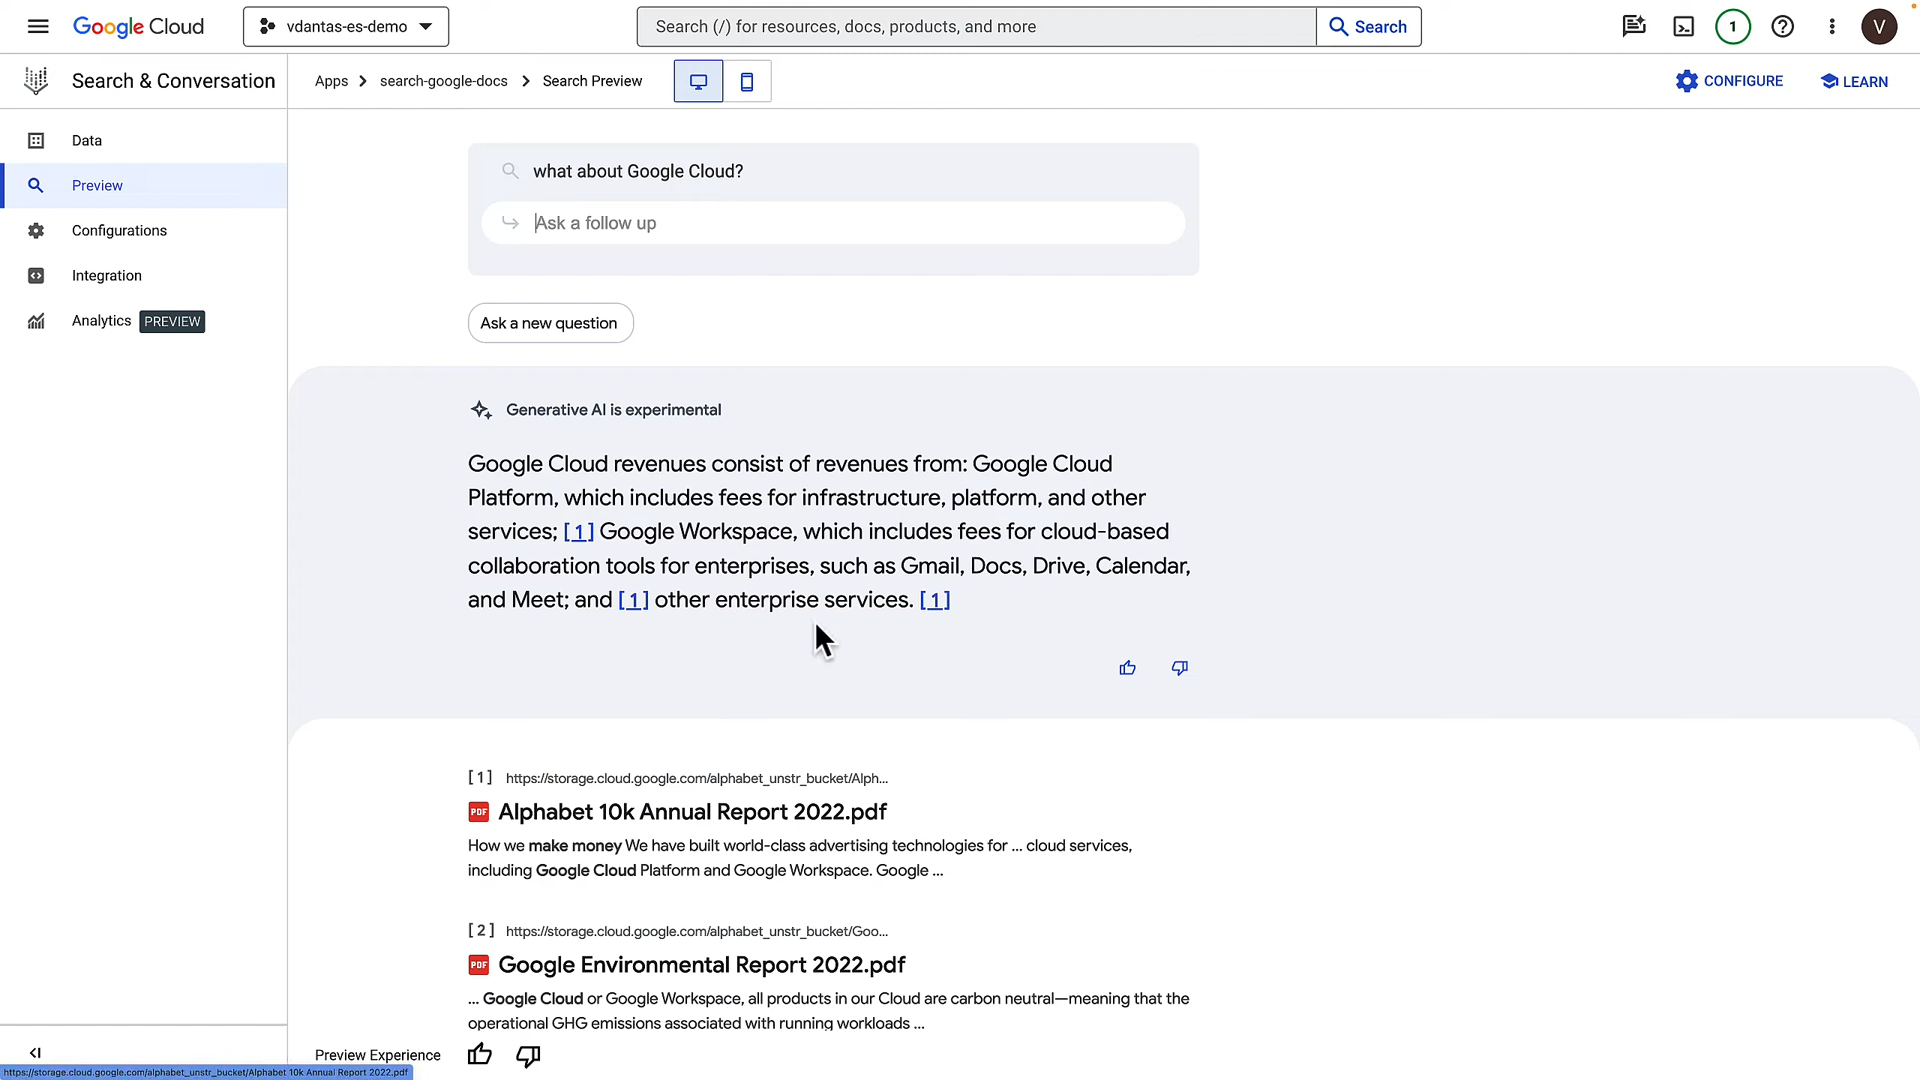 Google Cloud
vdantas-es-demo
Search (/) for resources, docs, products, and more
Search
1
V
Search & Conversation
Apps
search-google-docs
Search Preview
CONFIGURE
LEARN
Data
Preview
Configurations
Integration
Analytics PREVIEW
what about Google Cloud?
Ask a follow up
Ask a new question
Generative AI is experimental
Google Cloud revenues consist of revenues from: Google Cloud
Platform, which includes fees for infrastructure, platform, and other
services; [1] Google Workspace, which includes fees for cloud-based
collaboration tools for enterprises, such as Gmail, Docs, Drive, Calendar,
and Meet; and [1] other enterprise services. [1]
[1] https://storage.cloud.google.com/alphabet_unstr_bucket/Alph...
PDF Alphabet 10k Annual Report 2022.pdf
How we make money We have built world-class advertising technologies for ... cloud services,
including Google Cloud Platform and Google Workspace. Google ...
[2] https://storage.cloud.google.com/alphabet_unstr_bucket/Goo...
PDF Google Environmental Report 2022.pdf
... Google Cloud or Google Workspace, all products in our Cloud are carbon neutral—meaning that the
operational GHG emissions associated with running workloads ...
Preview Experience
https://storage.cloud.google.com/alphabet_unstr_bucket/Alphabet 10k Annual Report 2022.pdf